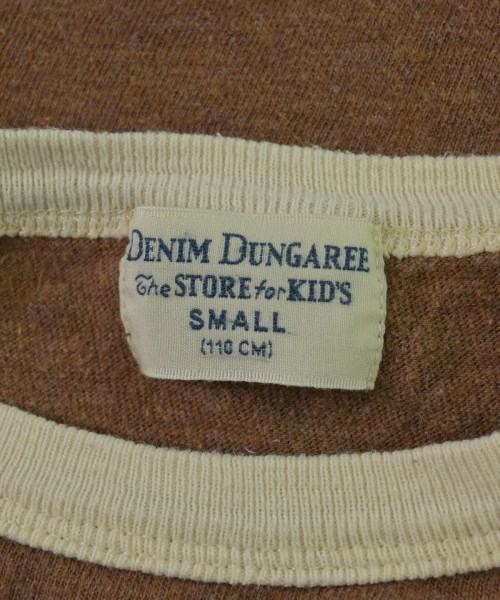 DENIM DUNGAREE
The STORE for KID'S
SMALL
(110 CM)